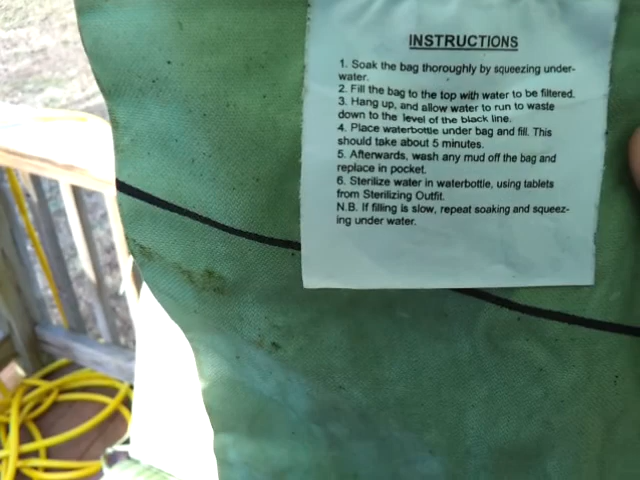 INSTRUCTIONS
1. Soak the bag thoroughly by squeezing under-
water.
2. Fill the bag to the top with water to be filtered.
3. Hang up, and allow water to run to waste
down to the level of the black line.
4. Place waterbottle under bag and fill. This
should take about 5 minutes.
5. Afterwards, wash any mud off the bag and
replace in pocket.
6. Sterilize water in waterbottle, using tablets
from Sterilizing Outfit.
N.B. If filling is slow, repeat soaking and squeez-
ing under water.